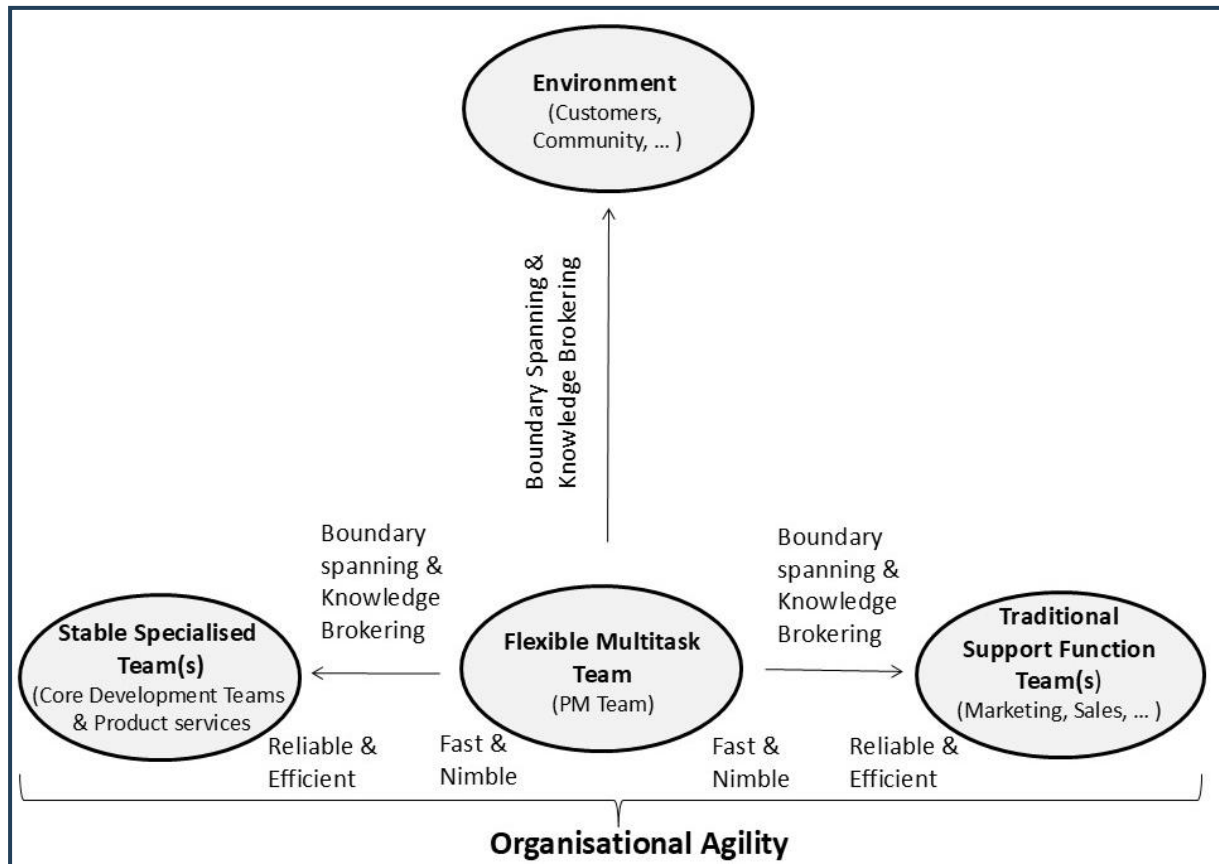 Environment
(Customers,
Community, ... )
Boundary Spanning &
Knowledge Brokering
Boundary
spanning &
Knowledge
Brokering
Boundary
spanning &
Knowledge
Brokering
Stable Specialised
Team(s)
(Core Development Teams
& Product services
Flexible Multitask
Team
(PM Team)
Traditional
Support Function
Team(s)
(Marketing, Sales, ... )
Reliable &
Efficient
Fast &
Nimble
Fast &
Nimble
Reliable &
Efficient
Organisational Agility